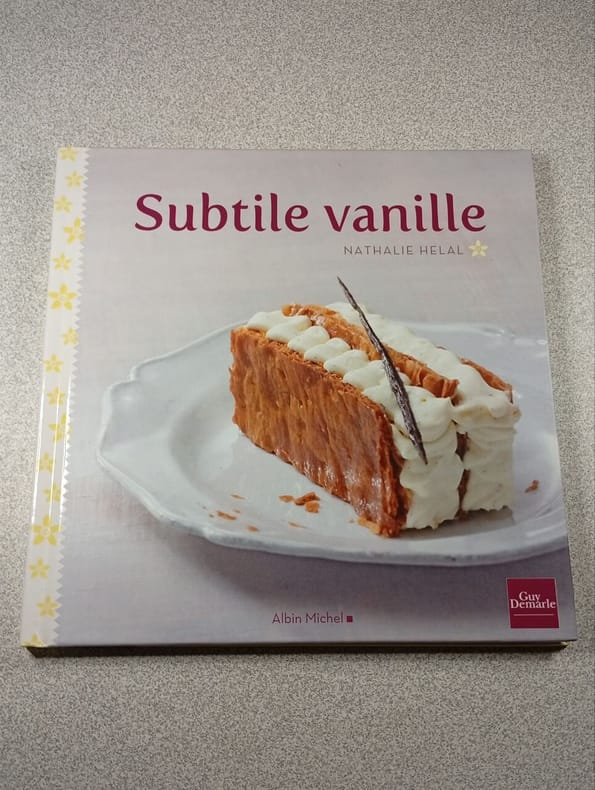 Subtile vanille
NATHALIE HELAL
Albin Michel
Guy
Demarle